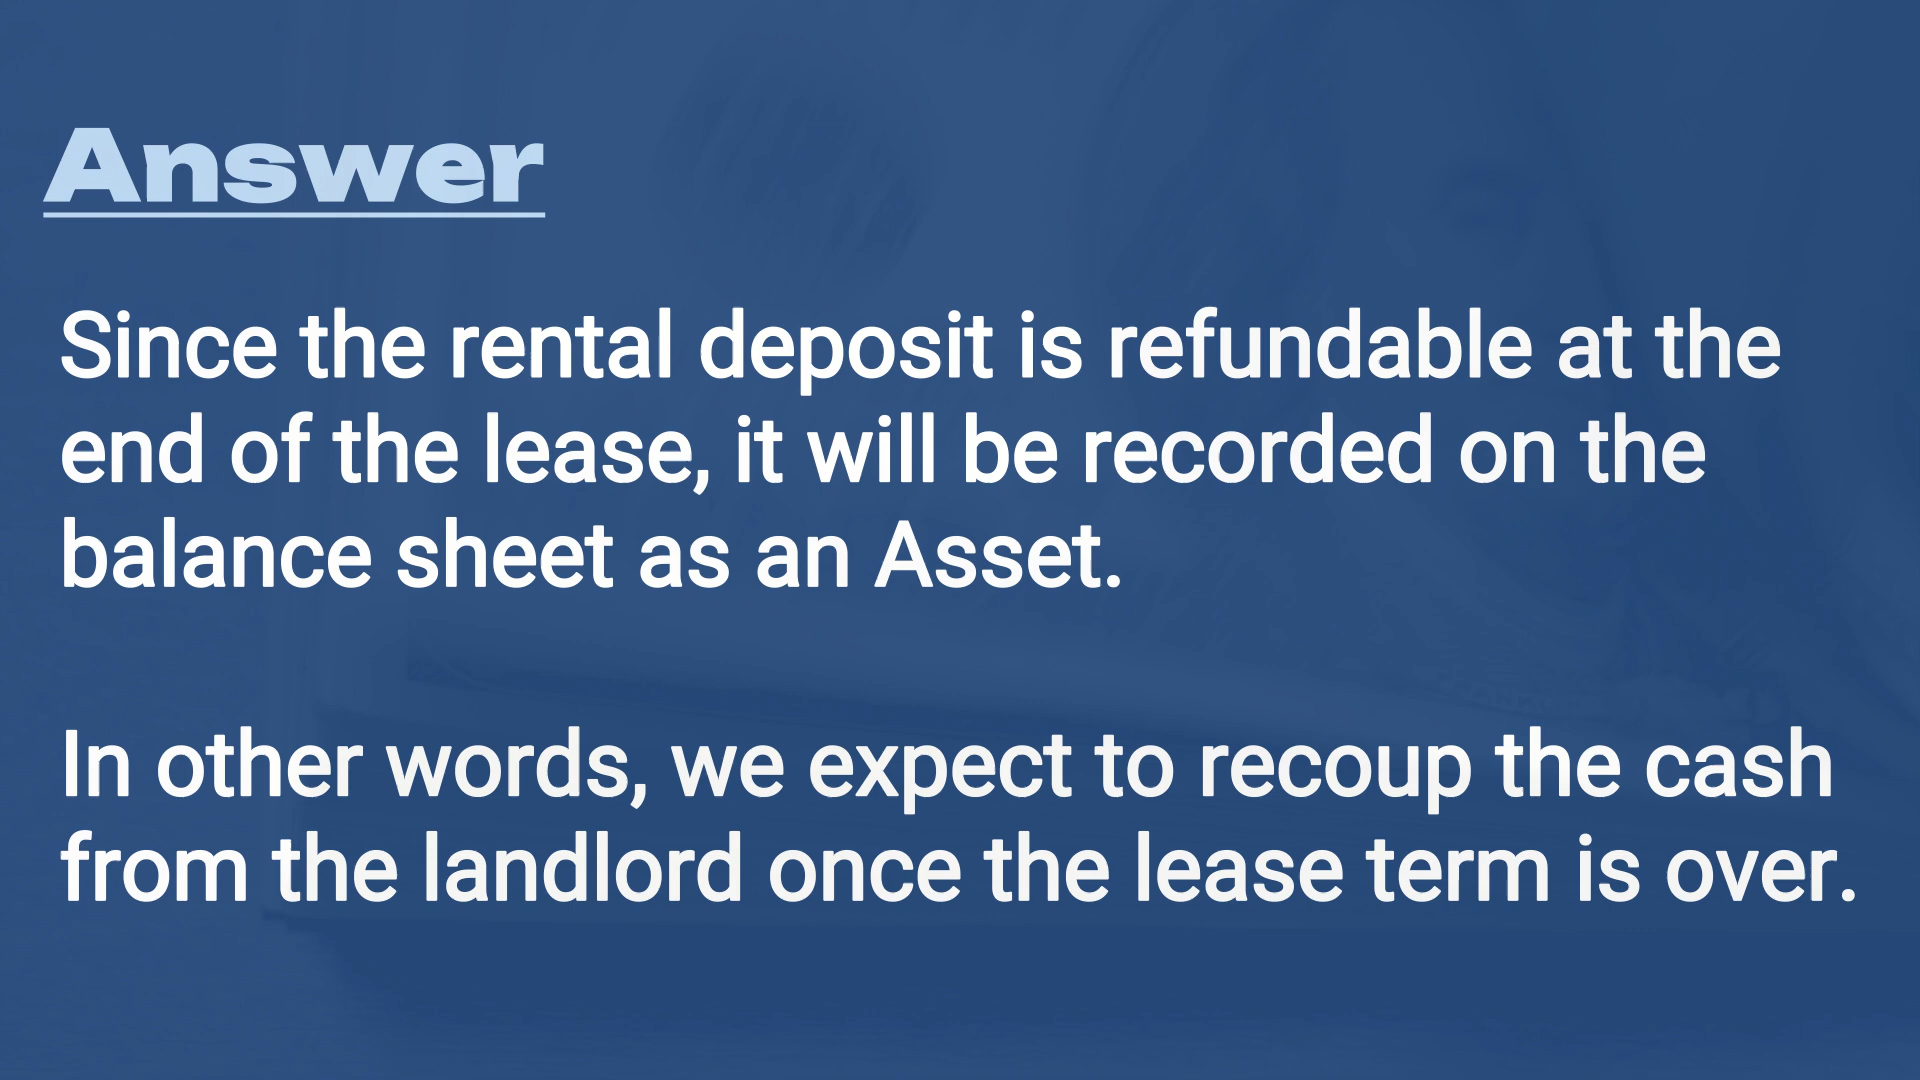 Answer
Since the rental deposit is refundable at the
end of the lease, it will be recorded on the
balance sheet as an Asset.
In other words, we expect to recoup the cash
from the landlord once the lease term is over.